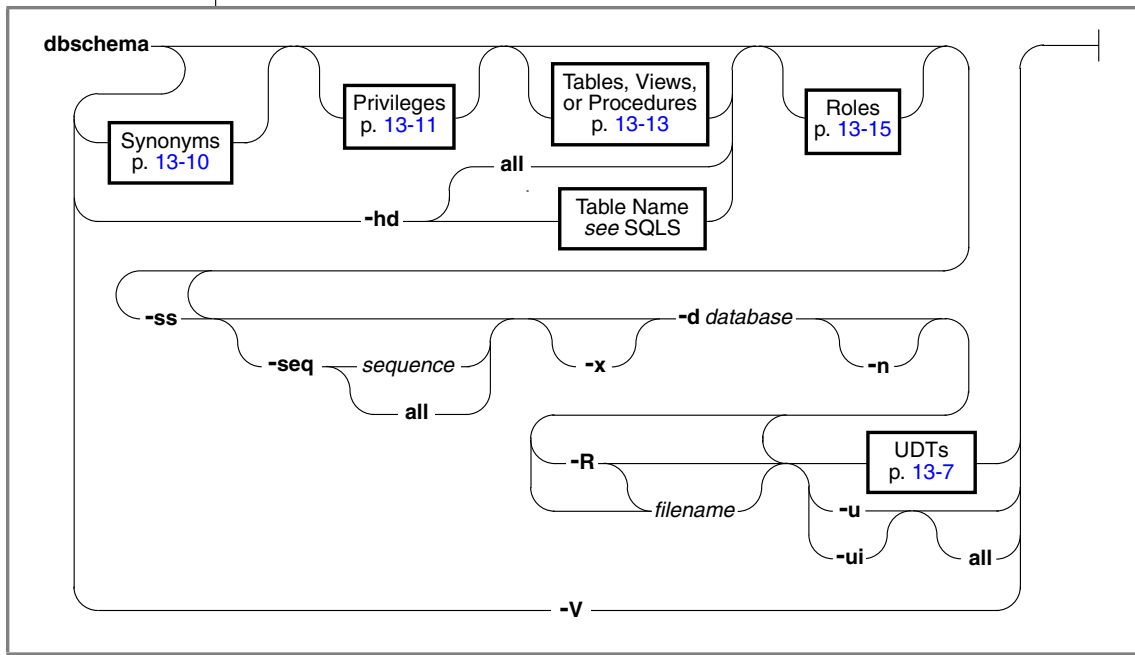 dbschema
Synonyms
p. 13-10
Privileges
p. 13-11
Tables, Views,
or Procedures
p. 13-13
Roles
p. 13-15
-hd
all
Table Name
see SQLS
-ss
-seq
sequence
all
-x
-d database
-n
-R
filename
UDTs
p. 13-7
-u
-ui
all
-V